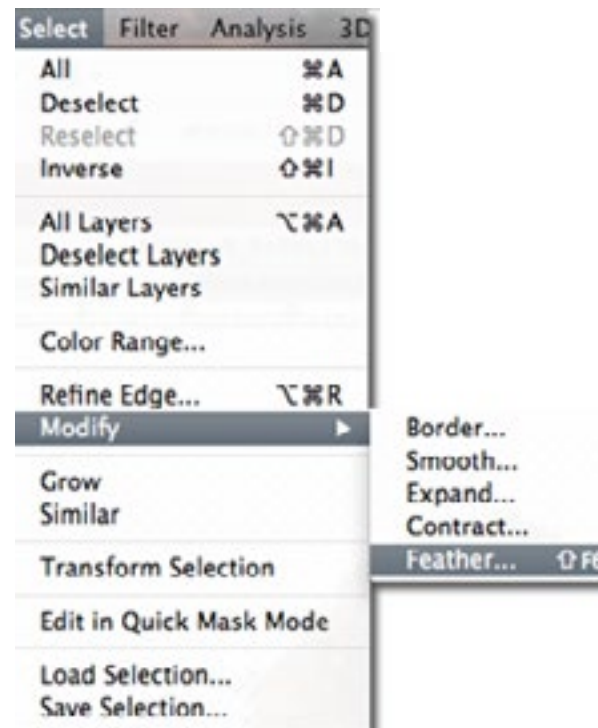 Select Filter Analysis 3D
All ⌘A
Deselect ⌘D
Reselect ⇧⌘D
Inverse ⇧⌘I
All Layers ⌥⌘A
Deselect Layers
Similar Layers
Color Range...
Refine Edge... ⌥⌘R
Modify ▶
Border...
Smooth...
Expand...
Contract...
Feather... ⇧F6
Grow
Similar
Transform Selection
Edit in Quick Mask Mode
Load Selection...
Save Selection...